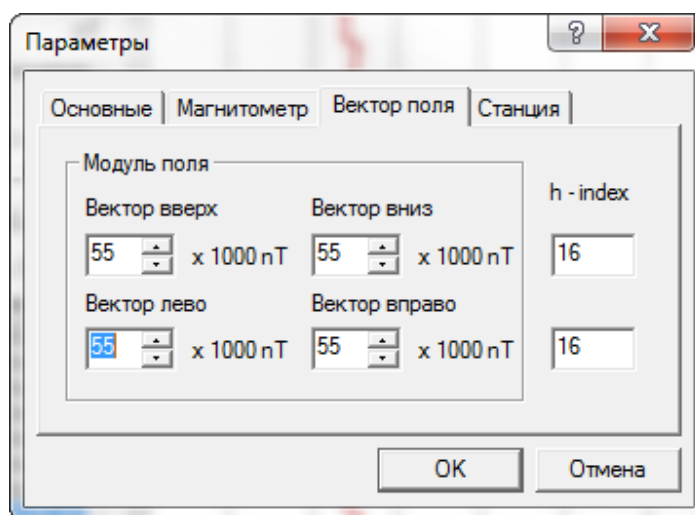 Параметры
Основные Магнитометр Вектор поля Станция
Модуль поля
h - index
Вектор вверх Вектор вниз
55 x 1000 nT 55 x 1000 nT 16
Вектор лево Вектор вправо
55 x 1000 nT 55 x 1000 nT 16
OK Отмена